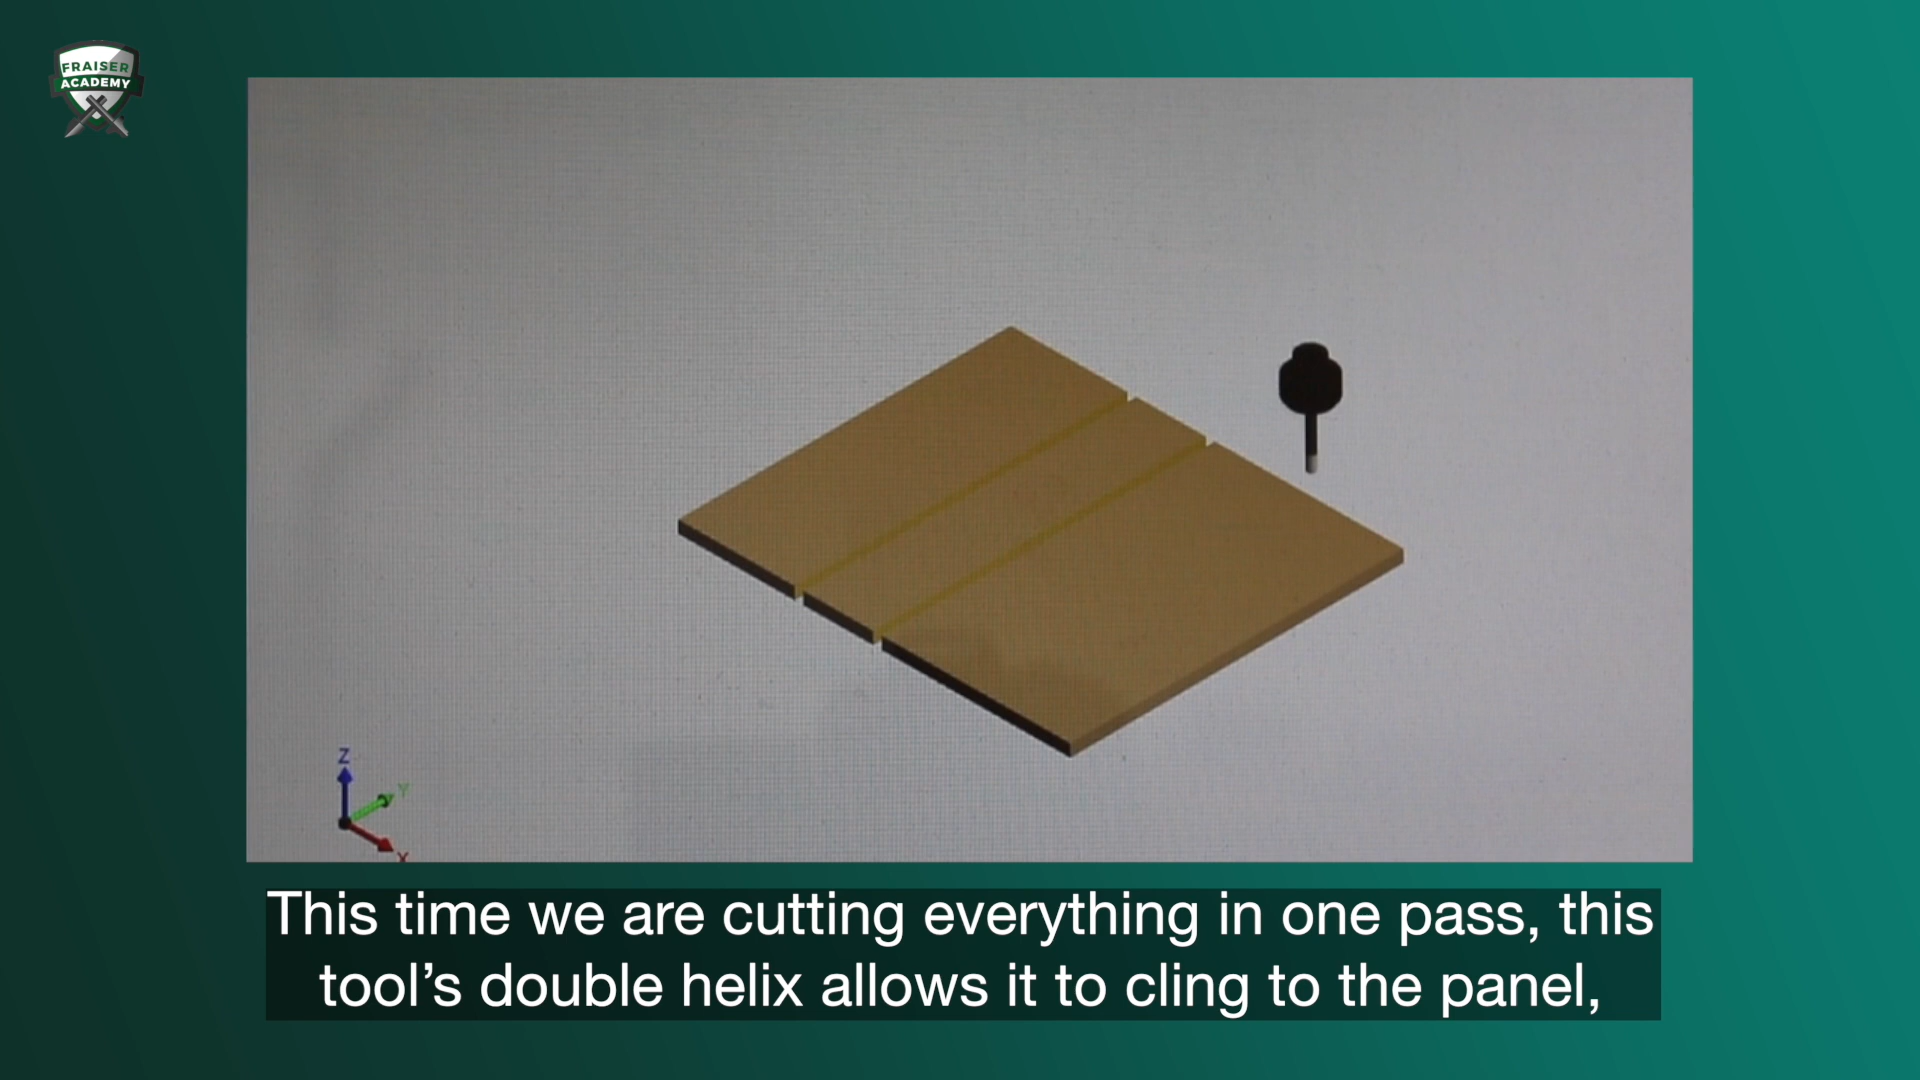 FRAISER
ACADEMY
Z
Y
X
This time we are cutting everything in one pass, this
tool’s double helix allows it to cling to the panel,